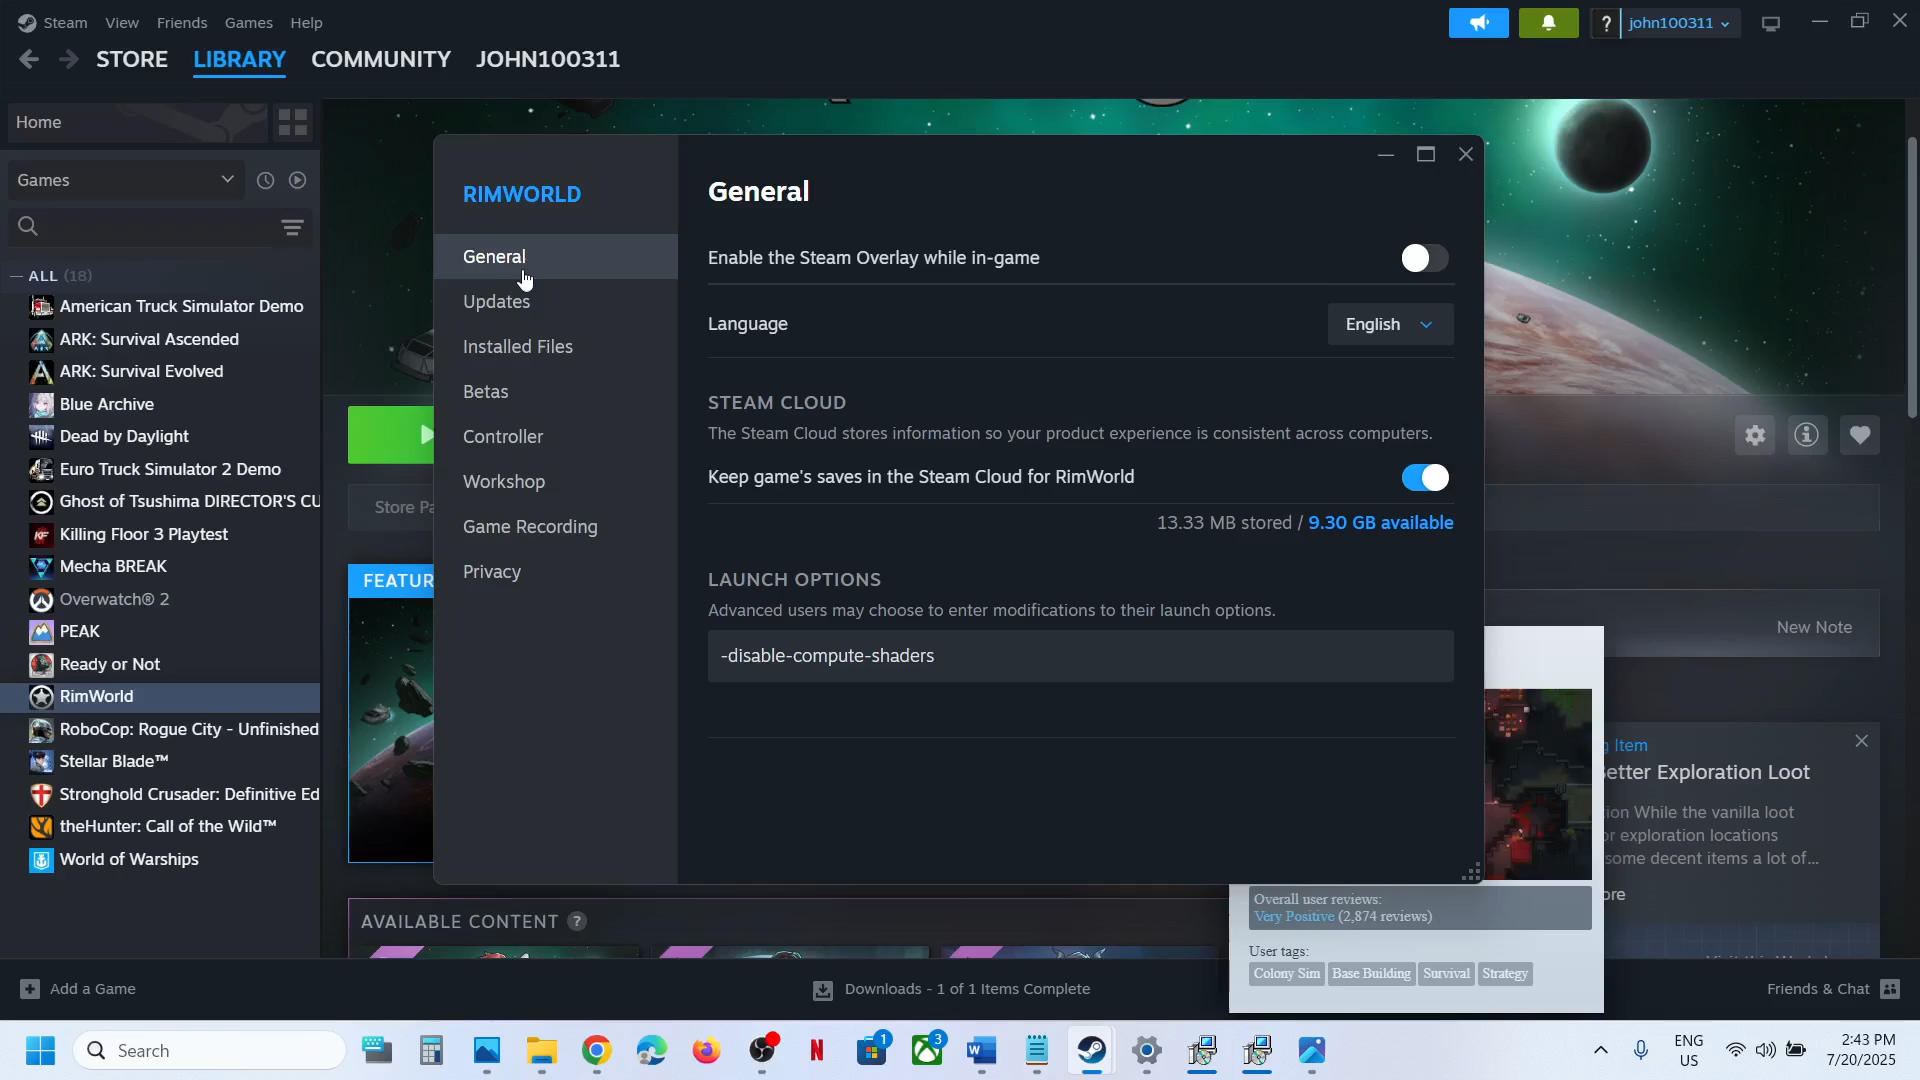 Steam View Friends Games Help
? john100311
STORE LIBRARY COMMUNITY JOHN100311
Home
Games
— ALL (18)
American Truck Simulator Demo
ARK: Survival Ascended
ARK: Survival Evolved
Blue Archive
Dead by Daylight
Euro Truck Simulator 2 Demo
Ghost of Tsushima DIRECTOR'S CU
Killing Floor 3 Playtest
Mecha BREAK
Overwatch® 2
PEAK
Ready or Not
RimWorld
RoboCop: Rogue City - Unfinished
Stellar Blade™
Stronghold Crusader: Definitive Ed
theHunter: Call of the Wild™
World of Warships
RIMWORLD
General
Updates
Installed Files
Betas
Controller
Workshop
Game Recording
Privacy
General
Enable the Steam Overlay while in-game
Language English
STEAM CLOUD
The Steam Cloud stores information so your product experience is consistent across computers.
Keep game's saves in the Steam Cloud for RimWorld
13.33 MB stored / 9.30 GB available
LAUNCH OPTIONS
Advanced users may choose to enter modifications to their launch options.
-disable-compute-shaders
Store Pa
FEATUR
AVAILABLE CONTENT ?
New Note
g Item
Better Exploration Loot
ion While the vanilla loot
or exploration locations
some decent items a lot of...
ore
Overall user reviews:
Very Positive (2,874 reviews)
User tags:
Colony Sim Base Building Survival Strategy
Add a Game
Downloads - 1 of 1 Items Complete
Friends & Chat
Search
1
3
ENG
US
2:43 PM
7/20/2025